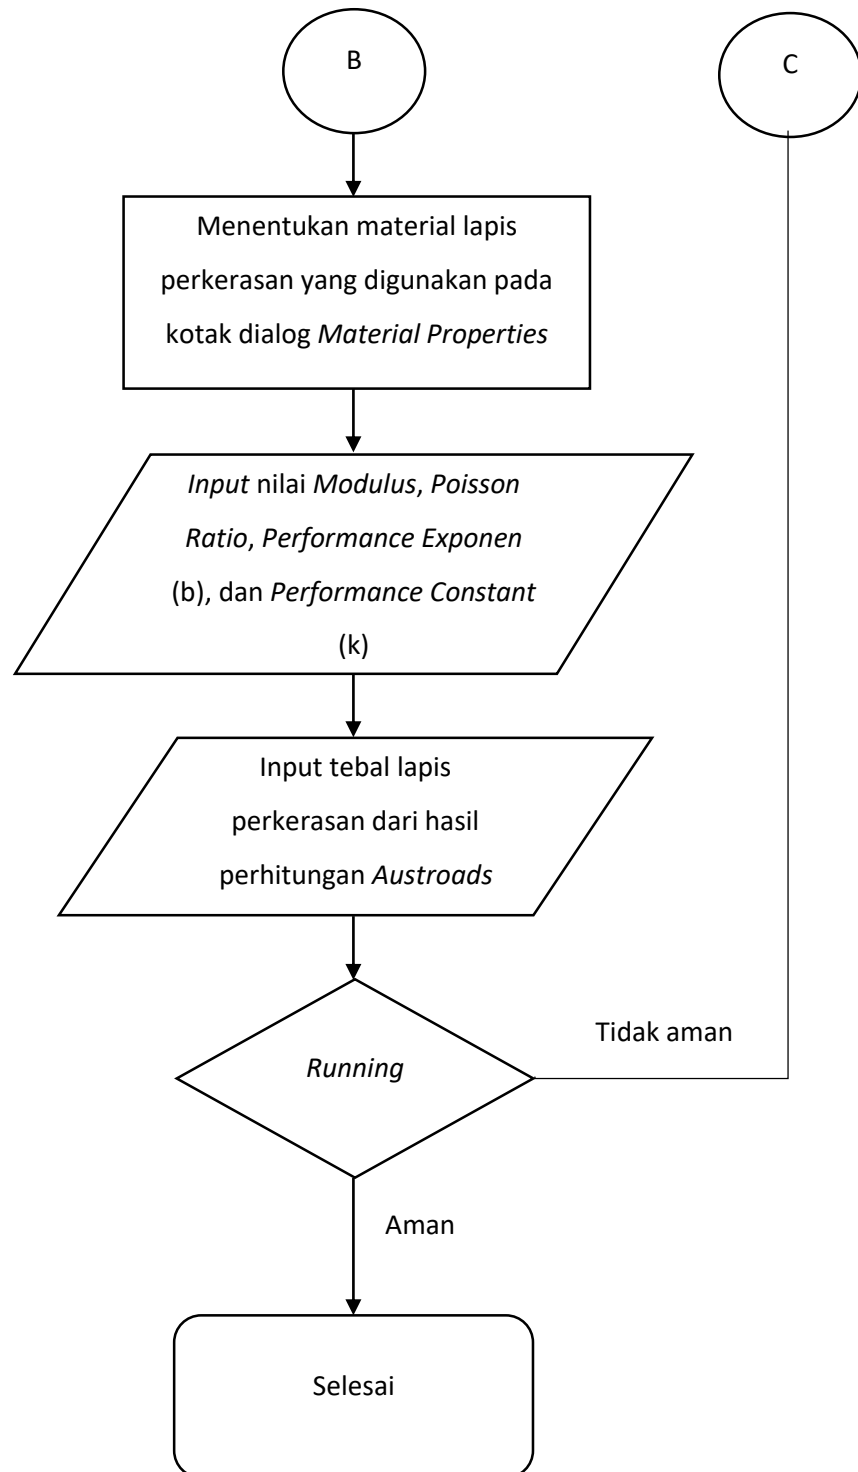 B
C
Menentukan material lapis
perkerasan yang digunakan pada
kotak dialog Material Properties
Input nilai Modulus, Poisson
Ratio, Performance Exponen
(b), dan Performance Constant
(k)
Input tebal lapis
perkerasan dari hasil
perhitungan Austroads
Tidak aman
Running
Aman
Selesai